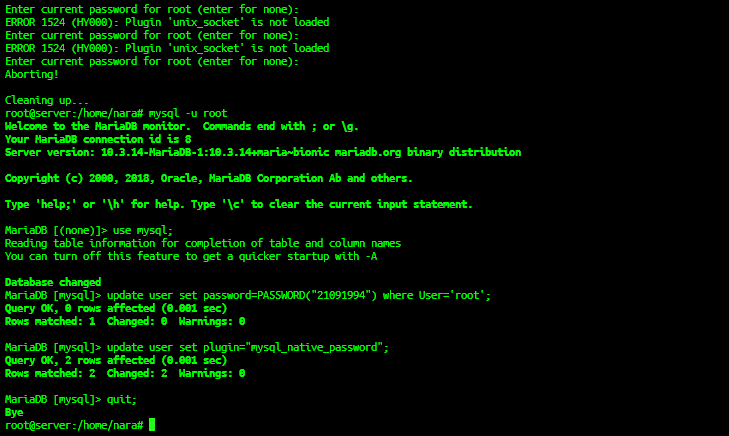 Enter current password for root (enter for none):
ERROR 1524 (HY000): Plugin 'unix_socket' is not loaded
Enter current password for root (enter for none):
ERROR 1524 (HY000): Plugin 'unix_socket' is not loaded
Enter current password for root (enter for none):
Aborting!

Cleaning up...
root@server:/home/nara# mysql -u root
Welcome to the MariaDB monitor.  Commands end with ; or \g.
Your MariaDB connection id is 8
Server version: 10.3.14-MariaDB-1:10.3.14+maria~bionic mariadb.org binary distribution

Copyright (c) 2000, 2018, Oracle, MariaDB Corporation Ab and others.

Type 'help;' or '\h' for help. Type '\c' to clear the current input statement.

MariaDB [(none)]> use mysql;
Reading table information for completion of table and column names
You can turn off this feature to get a quicker startup with -A

Database changed
MariaDB [mysql]> update user set password=PASSWORD("21091994") where User='root';
Query OK, 0 rows affected (0.001 sec)
Rows matched: 1  Changed: 0  Warnings: 0

MariaDB [mysql]> update user set plugin="mysql_native_password";
Query OK, 2 rows affected (0.001 sec)
Rows matched: 2  Changed: 2  Warnings: 0

MariaDB [mysql]> quit;
Bye
root@server:/home/nara#